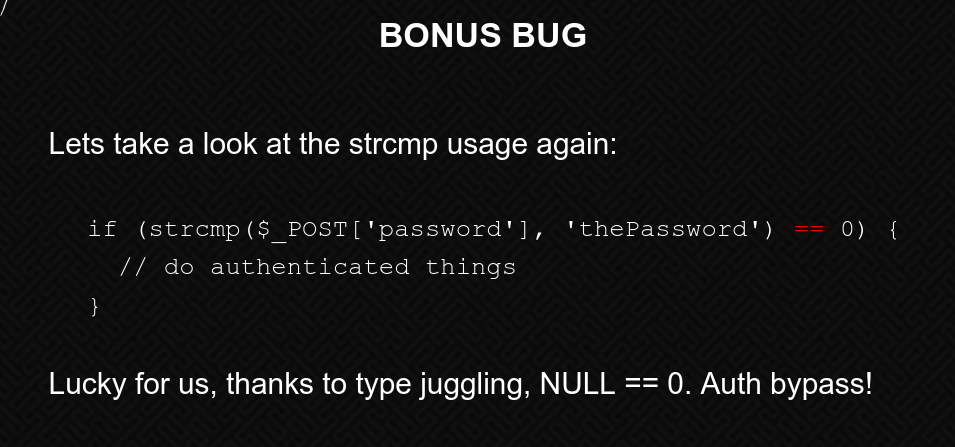 /
BONUS BUG
Lets take a look at the strcmp usage again:
if (strcmp($_POST['password'], 'thePassword') == 0) {
// do authenticated things
}
Lucky for us, thanks to type juggling, NULL == 0. Auth bypass!